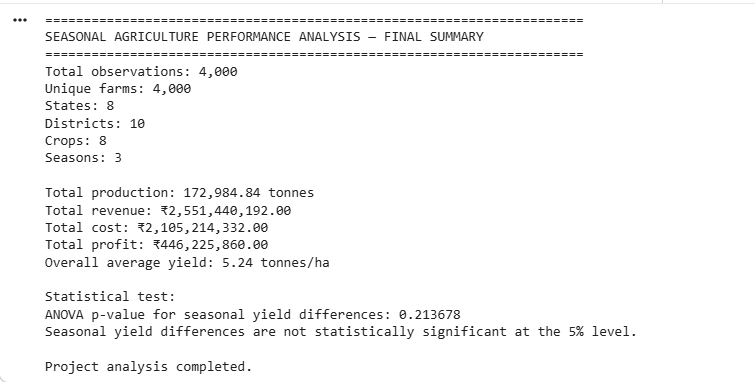 ========================================================================
SEASONAL AGRICULTURE PERFORMANCE ANALYSIS — FINAL SUMMARY
========================================================================
Total observations: 4,000
Unique farms: 4,000
States: 8
Districts: 10
Crops: 8
Seasons: 3
Total production: 172,984.84 tonnes
Total revenue: ₹2,551,440,192.00
Total cost: ₹2,105,214,332.00
Total profit: ₹446,225,860.00
Overall average yield: 5.24 tonnes/ha
Statistical test:
ANOVA p-value for seasonal yield differences: 0.213678
Seasonal yield differences are not statistically significant at the 5% level.
Project analysis completed.